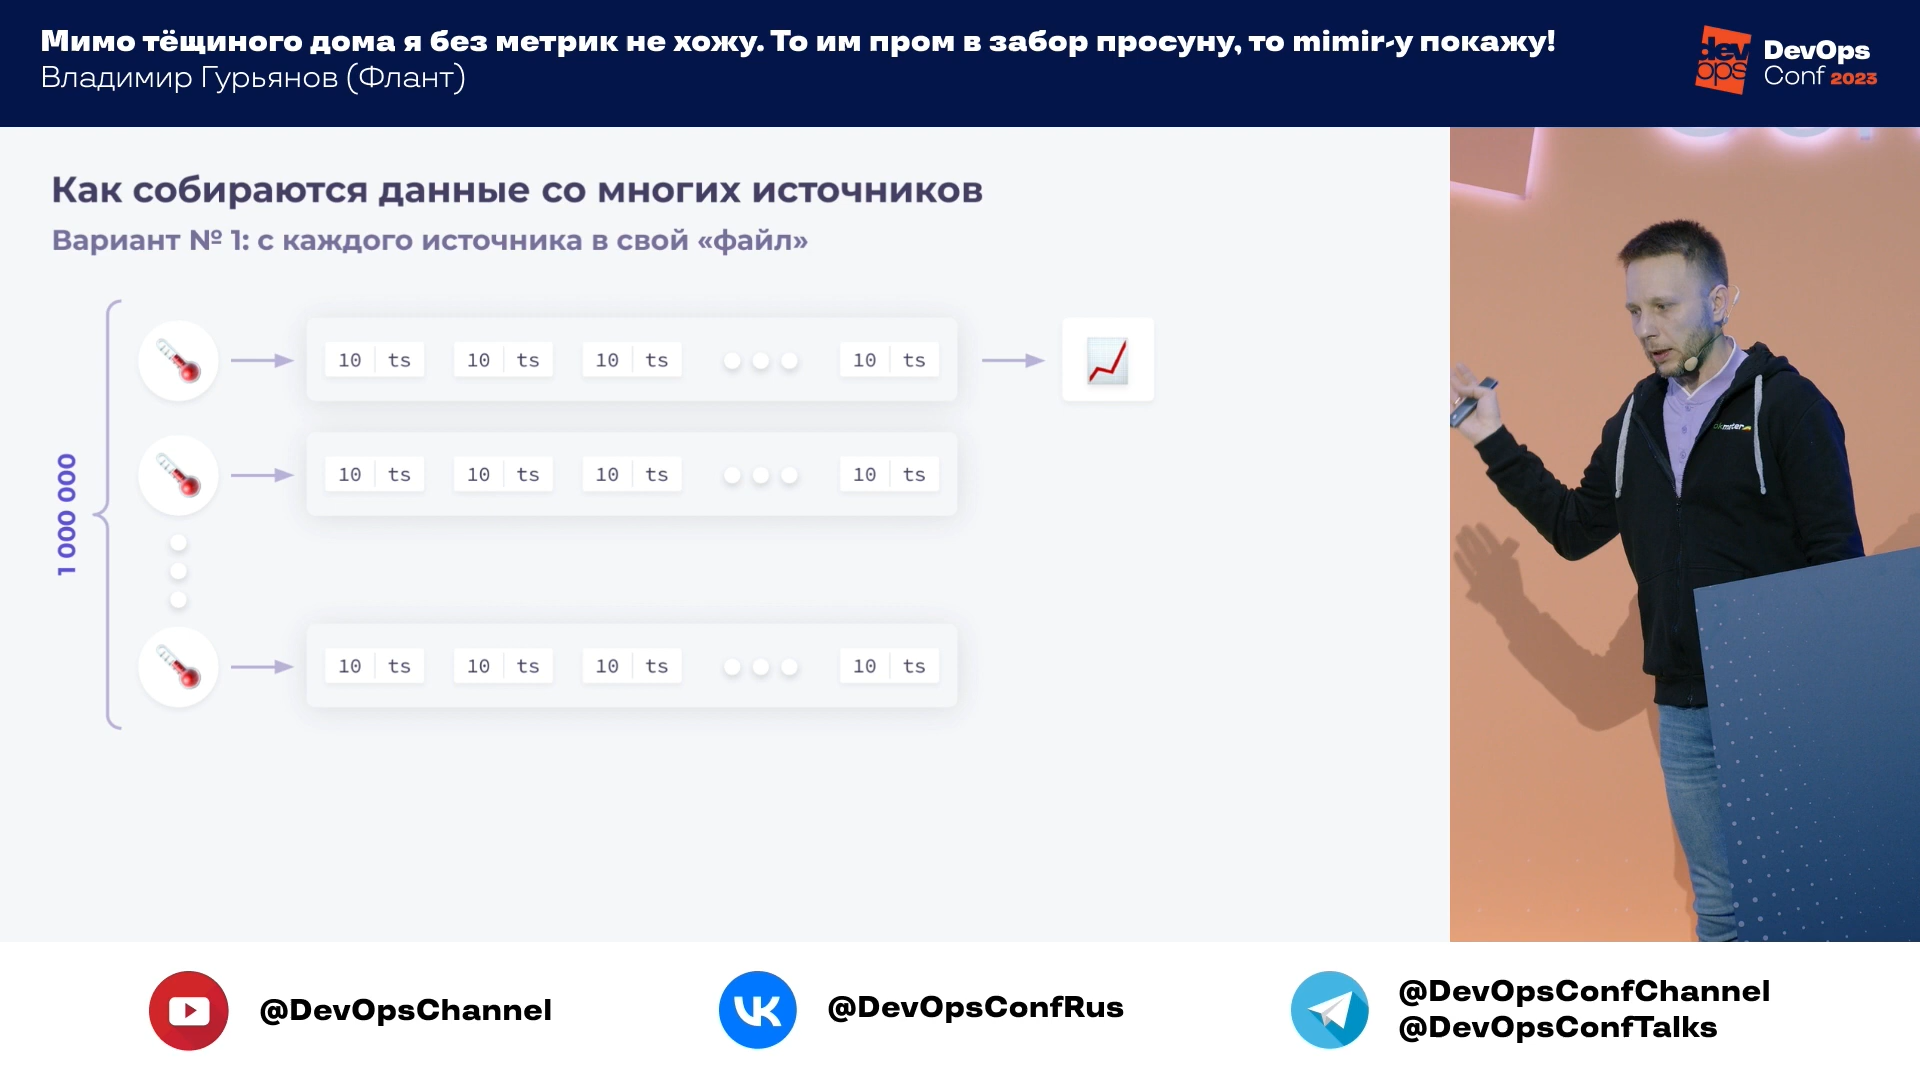 Мимо тёщиного дома я без метрик не хожу. То им пром в забор просуну, то mimir-у покажу!
Владимир Гурьянов (Флант)
dev
ops
DevOps
Conf 2023
Как собираются данные со многих источников
Вариант № 1: с каждого источника в свой «файл»
1 000 000
10 ts 10 ts 10 ts 10 ts
10 ts 10 ts 10 ts 10 ts
10 ts 10 ts 10 ts 10 ts
okmeter
@DevOpsChannel
@DevOpsConfRus
@DevOpsConfChannel
@DevOpsConfTalks